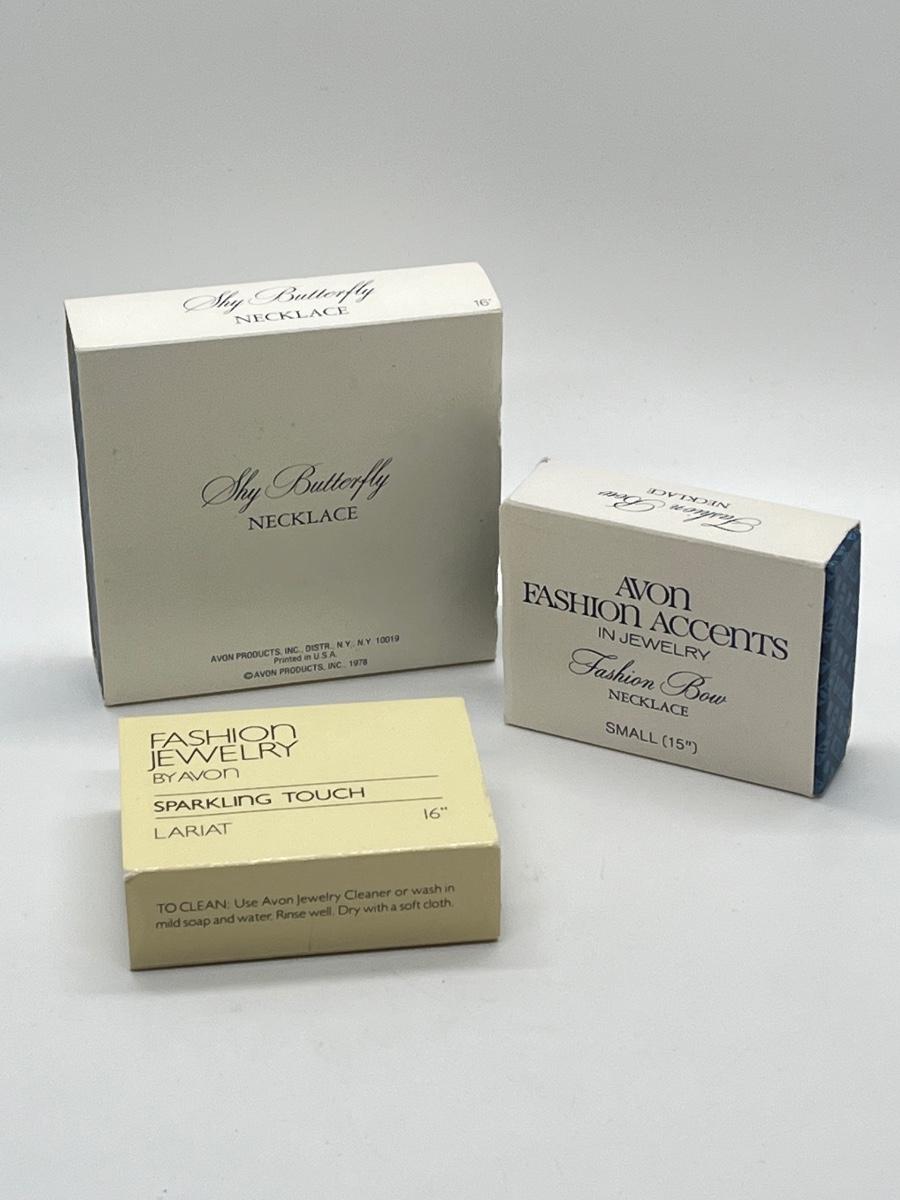 Shy Butterfly
NECKLACE
16"
Shy Butterfly
NECKLACE
AVON PRODUCTS, INC., DISTR., N.Y., N.Y. 10019
Printed in U.S.A.
©AVON PRODUCTS, INC., 1978
Fashion Bow
NECKLACE
AVON
FASHION ACCENTS
IN JEWELRY
Fashion Bow
NECKLACE
SMALL (15")
FASHION
JEWELRY
BY AVON
SPARKLING TOUCH
LARIAT 16"
TO CLEAN: Use Avon Jewelry Cleaner or wash in
mild soap and water. Rinse well. Dry with a soft cloth.